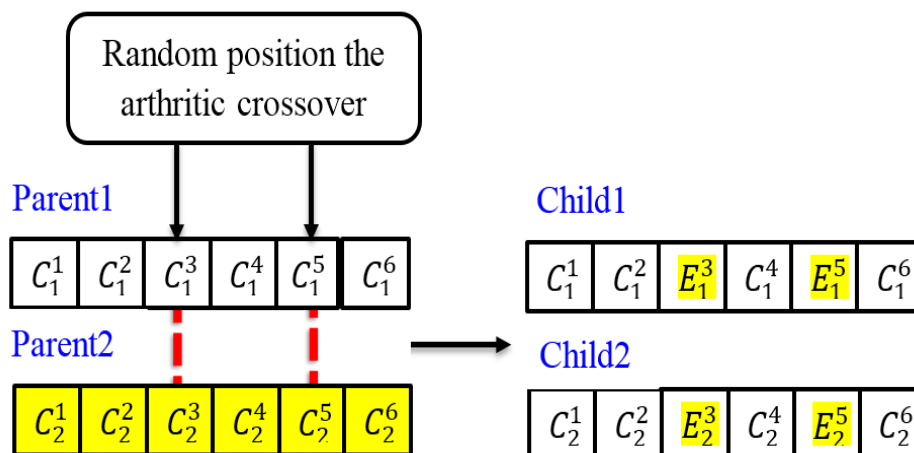 Random position the
arthritic crossover
Parent1
Child1
C₁¹ C₁² C₁³ C₁⁴ C₁⁵ C₁⁶
C₁¹ C₁² E₁³ C₁⁴ E₁⁵ C₁⁶
Parent2
Child2
C₂¹ C₂² C₂³ C₂⁴ C₂⁵ C₂⁶
C₂¹ C₂² E₂³ C₂⁴ E₂⁵ C₂⁶